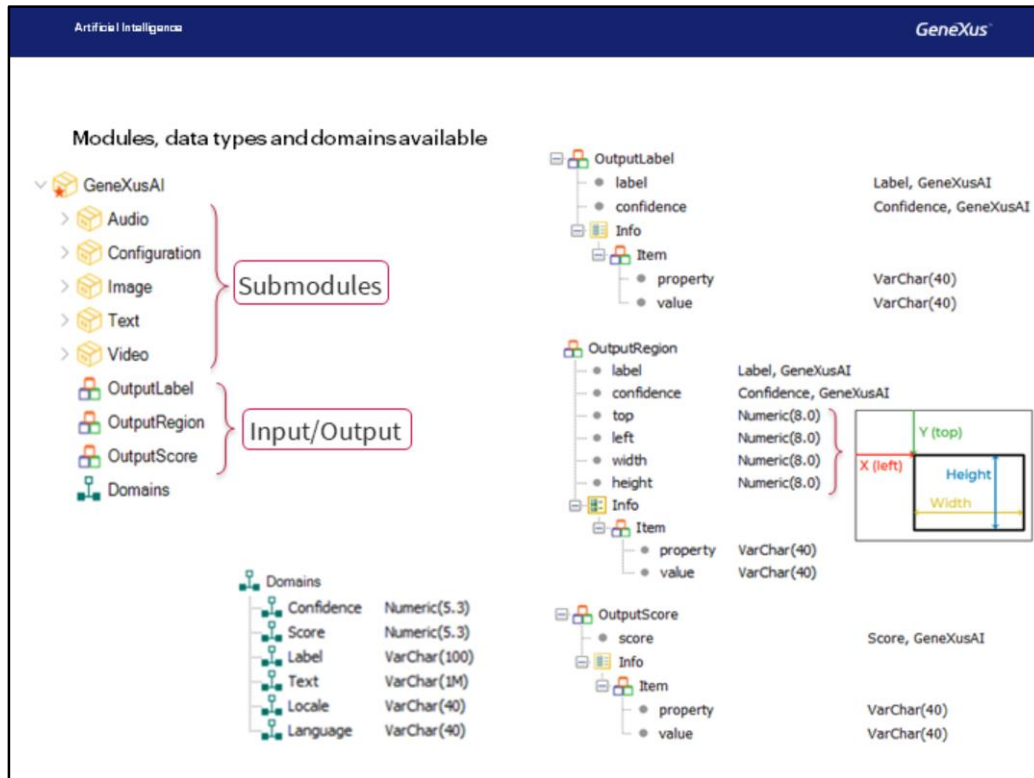 Artificial Intelligence
GeneXus™
Modules, data types and domains available
GeneXusAI
Audio
Configuration
Image
Text
Video
Submodules
OutputLabel
OutputRegion
OutputScore
Input/Output
Domains
Domains
Confidence Numeric(5.3)
Score Numeric(5.3)
Label VarChar(100)
Text VarChar(1M)
Locale VarChar(40)
Language VarChar(40)
OutputLabel
label Label, GeneXusAI
confidence Confidence, GeneXusAI
Info
Item
property VarChar(40)
value VarChar(40)
OutputRegion
label Label, GeneXusAI
confidence Confidence, GeneXusAI
top Numeric(8.0)
left Numeric(8.0)
width Numeric(8.0)
height Numeric(8.0)
Info
Item
property VarChar(40)
value VarChar(40)
Y (top)
X (left)
Height
Width
OutputScore
score Score, GeneXusAI
Info
Item
property VarChar(40)
value VarChar(40)